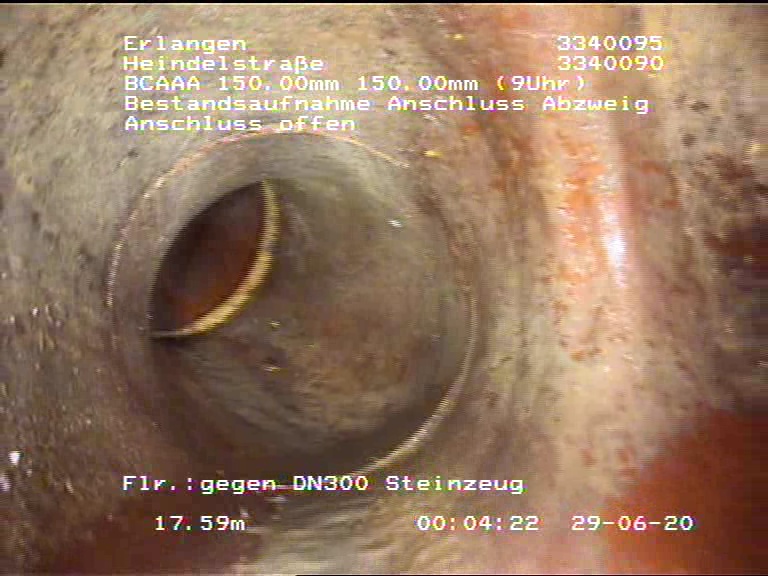 Erlangen 3340095
Heindelstraße 3340090
BCAAA 150.00mm 150.00mm (9Uhr)
Bestandsaufnahme Anschluss Abzweig
Anschluss offen
Flr.:gegen DN300 Steinzeug
17.59m 00:04:22 29-06-20